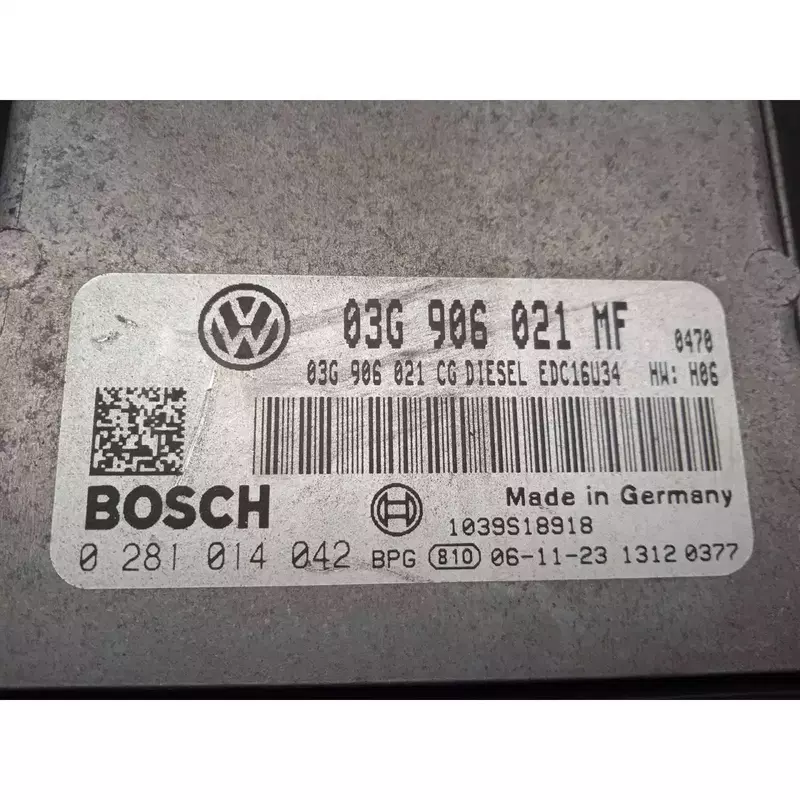 03G 906 021 MF 0470
03G 906 021 CG DIESEL EDC16U34 HW: H06
BOSCH
Made in Germany
1039S18918
0 281 014 042 BPG 810 06-11-23 1312 0377